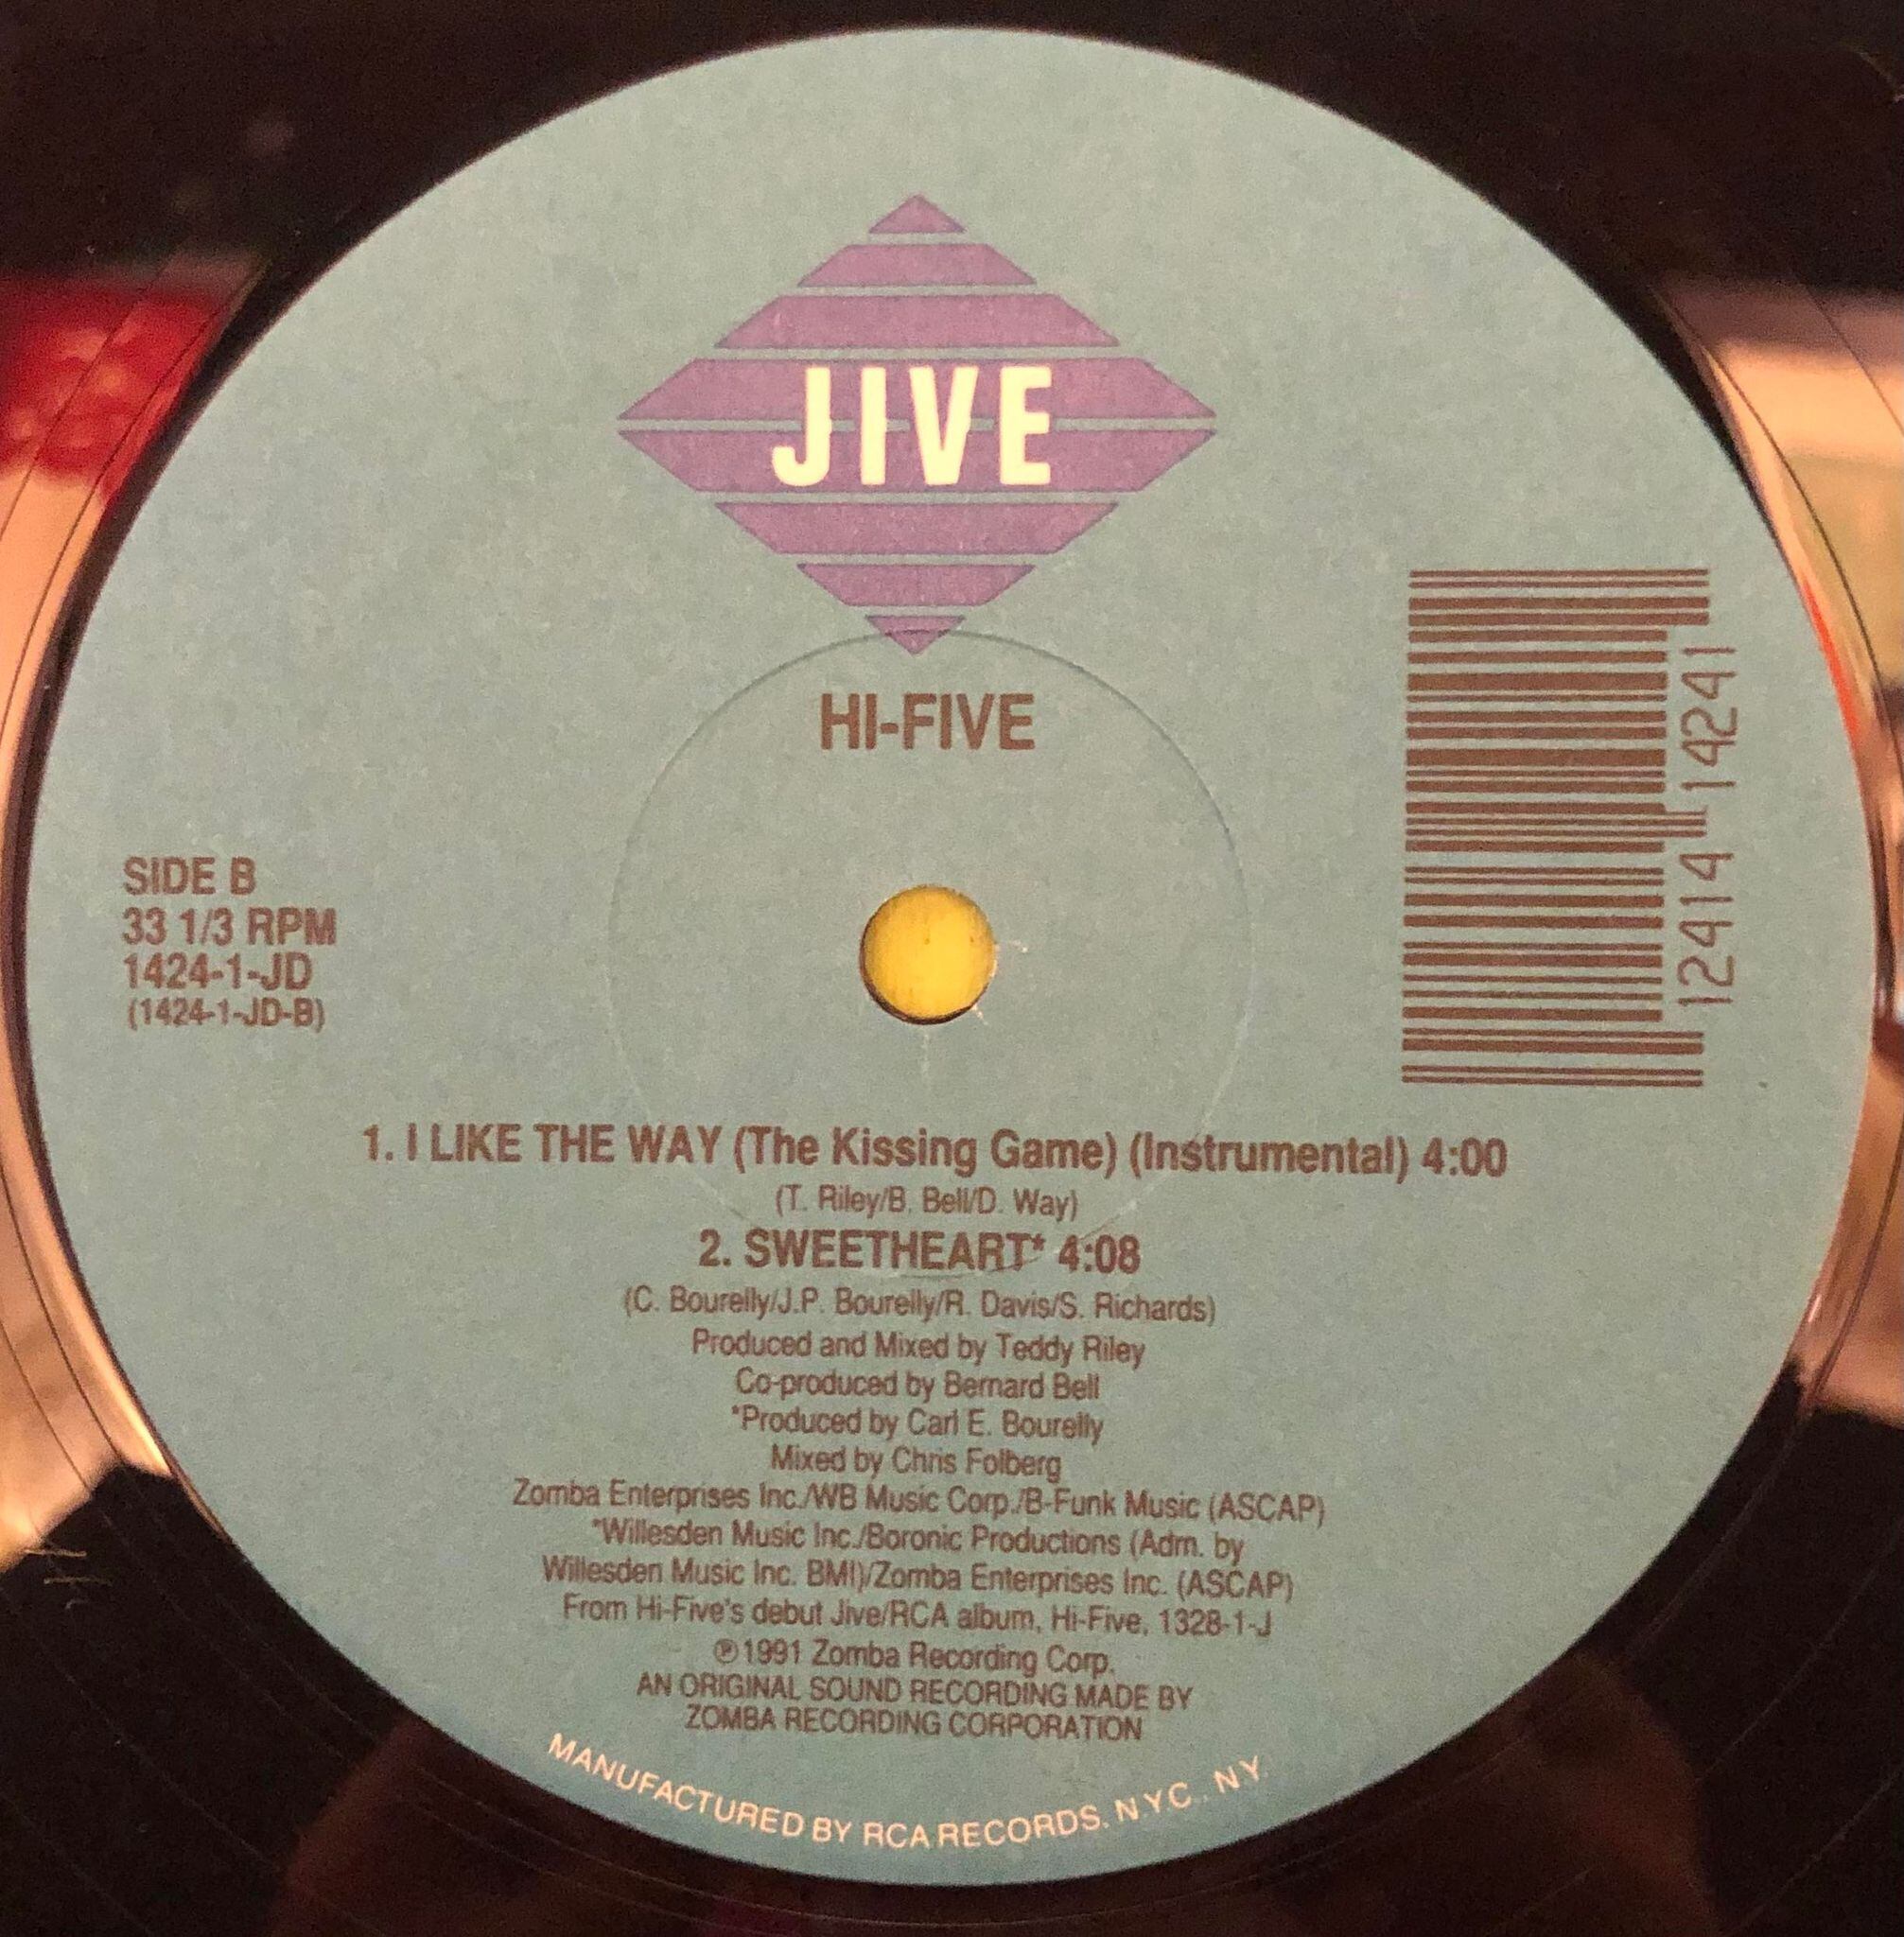 JIVE
HI-FIVE
SIDE B
33 1/3 RPM
1424-1-JD
(1424-1-JD-B)
12414 14241
1. I LIKE THE WAY (The Kissing Game) (Instrumental) 4:00
(T. Riley/B. Bell/D. Way)
2. SWEETHEART* 4:08
(C. Bourelly/J.P. Bourelly/R. Davis/S. Richards)
Produced and Mixed by Teddy Riley
Co-produced by Bernard Bell
*Produced by Carl E. Bourelly
Mixed by Chris Folberg
Zomba Enterprises Inc./WB Music Corp./B-Funk Music (ASCAP)
*Willesden Music Inc./Boronic Productions (Adm. by
Willesden Music Inc. BMI)/Zomba Enterprises Inc. (ASCAP)
From Hi-Five's debut Jive/RCA album, Hi-Five, 1328-1-J
℗1991 Zomba Recording Corp.
AN ORIGINAL SOUND RECORDING MADE BY
ZOMBA RECORDING CORPORATION
MANUFACTURED BY RCA RECORDS, N.Y.C., N.Y.